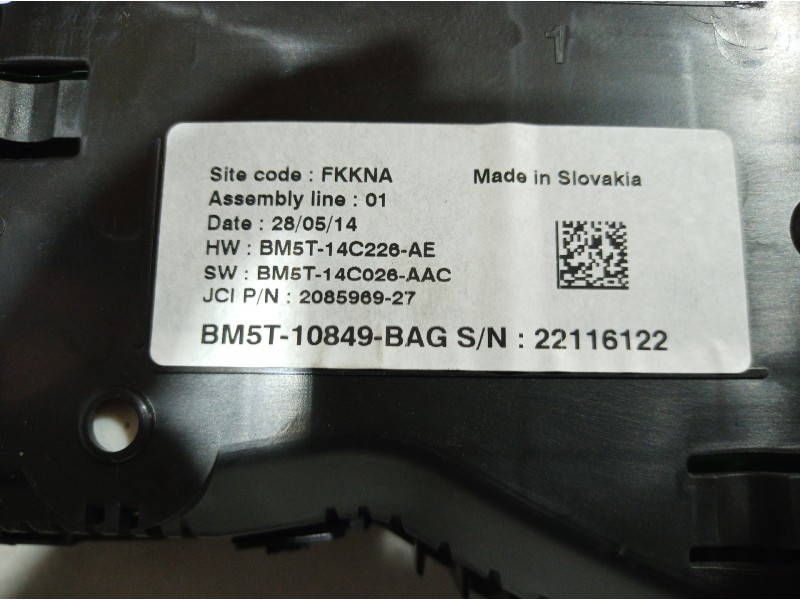 1
Site code : FKKNA
Made in Slovakia
Assembly line : 01
Date : 28/05/14
HW : BM5T-14C226-AE
SW : BM5T-14C026-AAC
JCI P/N : 2085969-27
BM5T-10849-BAG S/N : 22116122